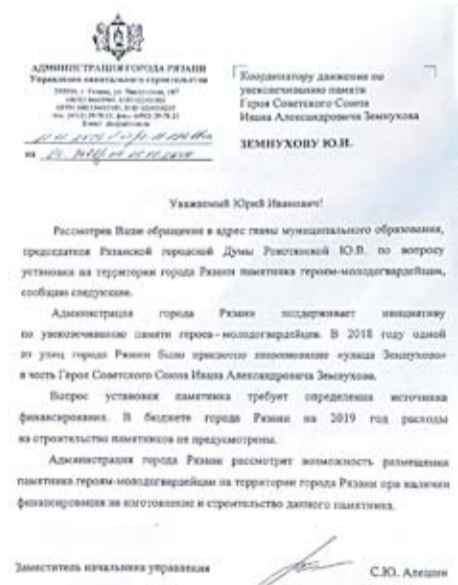 АДМИНИСТРАЦИЯ ГОРОДА РЯЗАНИ
Управление капитального строительства
на
Координатору движения по
увековечиванию памяти
Героя Советского Союза
Ивана Александровича Земнухова
ЗЕМНУХОВУ Ю.И.
Уважаемый Юрий Иванович!
Рассмотрев Ваше обращение в адрес главы муниципального образования,
председателя Рязанской городской Думы Рокотянской Ю.В. по вопросу
установки на территории города Рязани памятника героям-молодогвардейцам,
сообщаю следующее.
Администрация города Рязани поддерживает инициативу
по увековечиванию памяти героев-молодогвардейцев. В 2018 году одной
из улиц города Рязани было присвоено наименование «улица Земнухова»
в честь Героя Советского Союза Ивана Александровича Земнухова.
Вопрос установки памятника требует определения источника
финансирования. В бюджете города Рязани на 2019 год расходы
на строительство памятников не предусмотрены.
Администрация города Рязани рассмотрит возможность размещения
памятника героям-молодогвардейцам на территории города Рязани при наличии
финансирования на изготовление и строительство данного памятника.
Заместитель начальника управления
С.Ю. Алешин